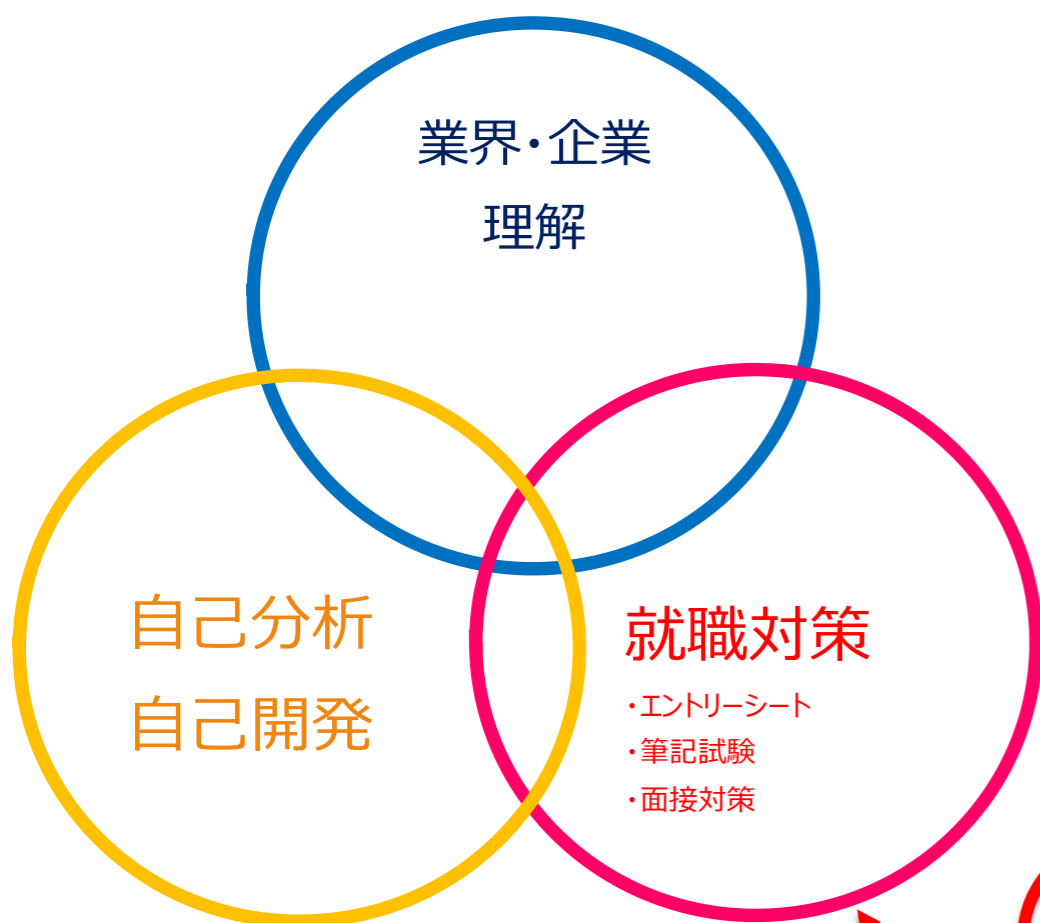 業界・企業
理解
自己分析
自己開発
就職対策
・エントリーシート
・筆記試験
・面接対策